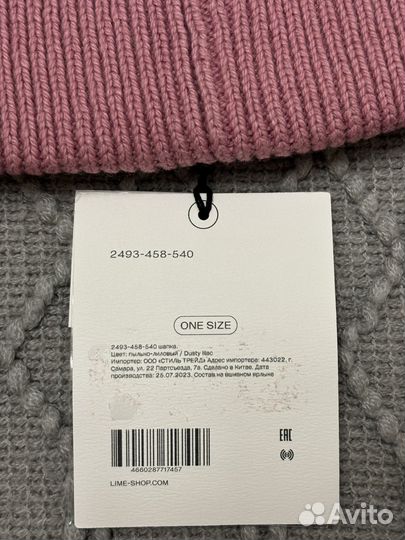 2493-458-540
ONE SIZE
2493-458-540 шапка.
Цвет: пыльно-лиловый / Dusty lilac
Импортер: ООО «СТИЛЬ ТРЕЙД» Адрес импортера: 443022, г.
Самара, ул. 22 Партсъезда, 7а. Сделано в Китае. Дата
производства: 25.07.2023. Состав на вшивном ярлыке
4660287717457
LIME-SHOP.COM
EAC
Avito